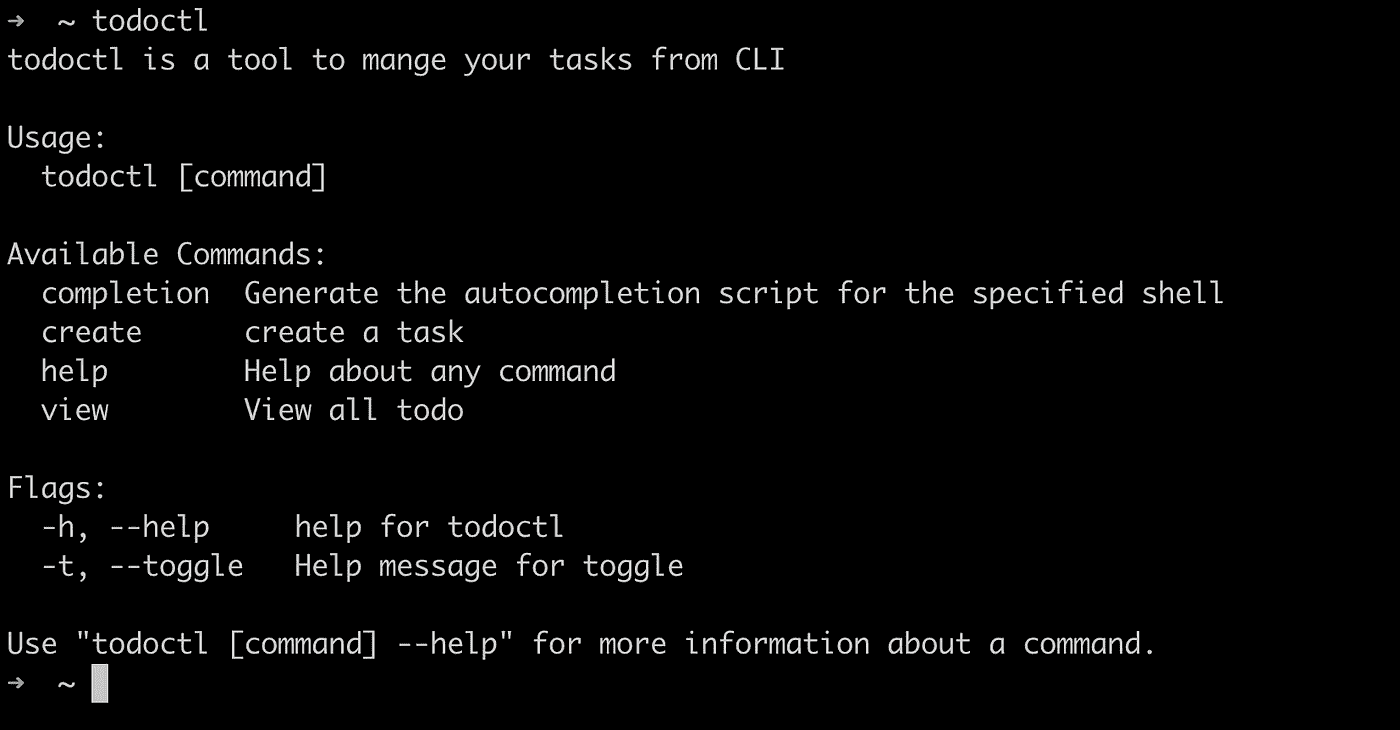 ➜  ~ todoctl
todoctl is a tool to mange your tasks from CLI

Usage:
  todoctl [command]

Available Commands:
  completion  Generate the autocompletion script for the specified shell
  create      create a task
  help        Help about any command
  view        View all todo

Flags:
  -h, --help     help for todoctl
  -t, --toggle   Help message for toggle

Use "todoctl [command] --help" for more information about a command.
➜  ~